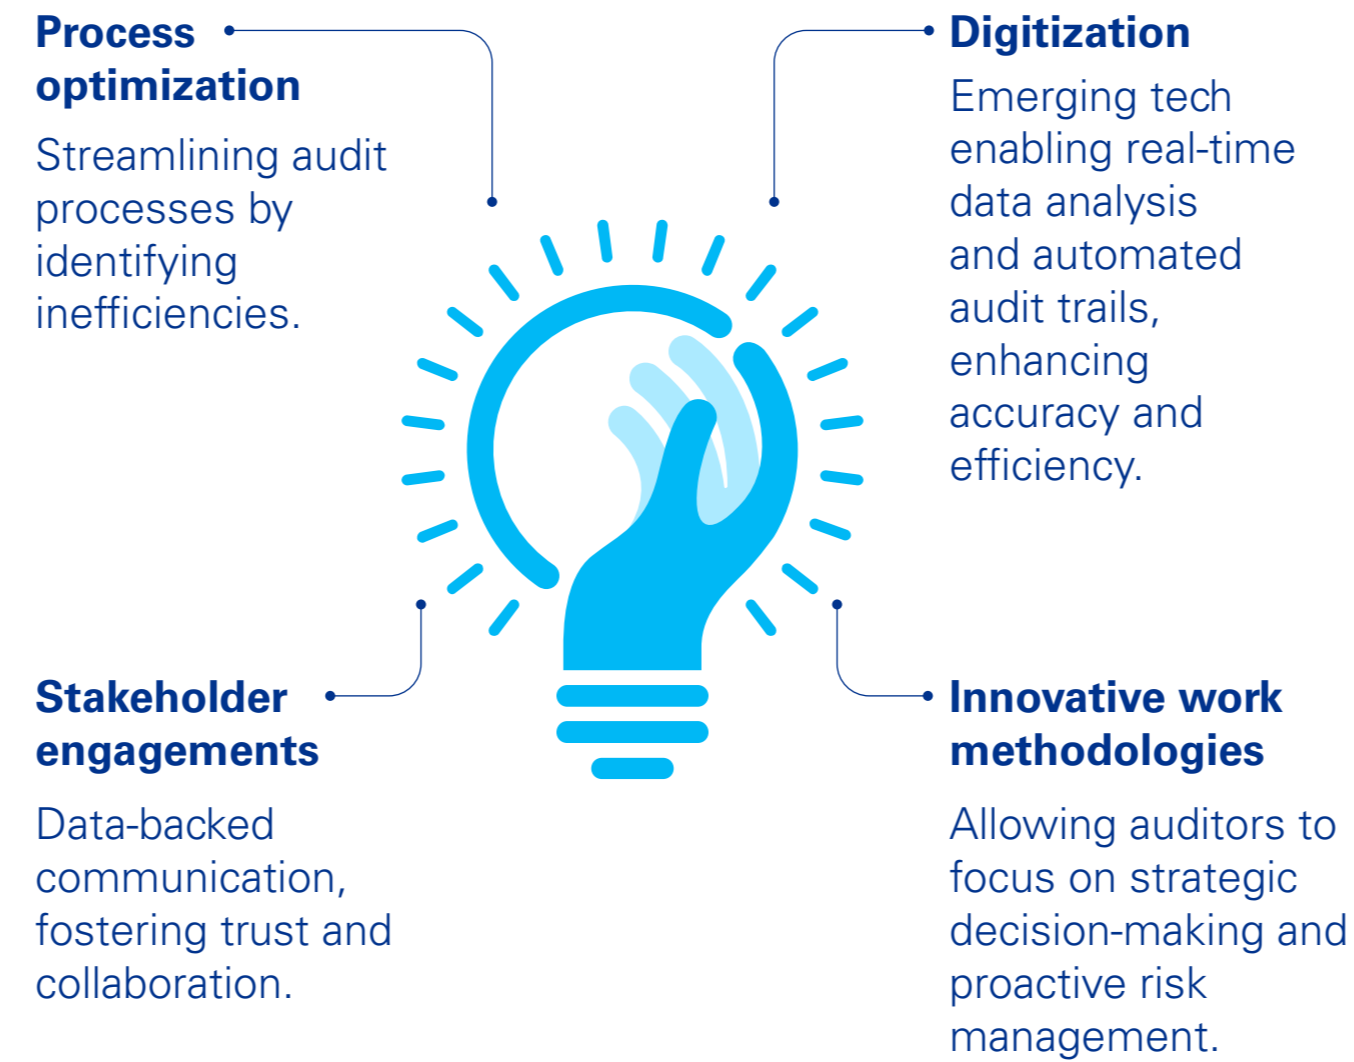 Process
optimization
Streamlining audit
processes by
identifying
inefficiencies.
Digitization
Emerging tech
enabling real-time
data analysis
and automated
audit trails,
enhancing
accuracy and
efficiency.
Stakeholder
engagements
Data-backed
communication,
fostering trust and
collaboration.
Innovative work
methodologies
Allowing auditors to
focus on strategic
decision-making and
proactive risk
management.